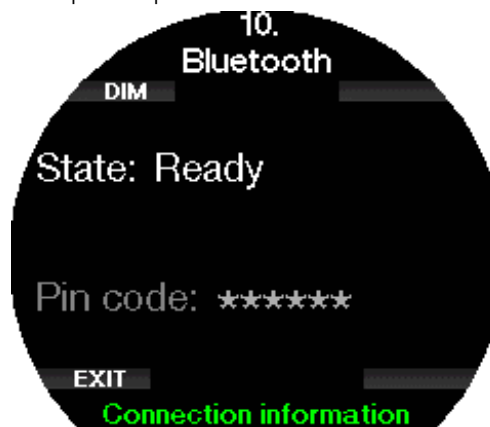 10.
Bluetooth
DIM
State: Ready
Pin code: ******
EXIT
Connection information